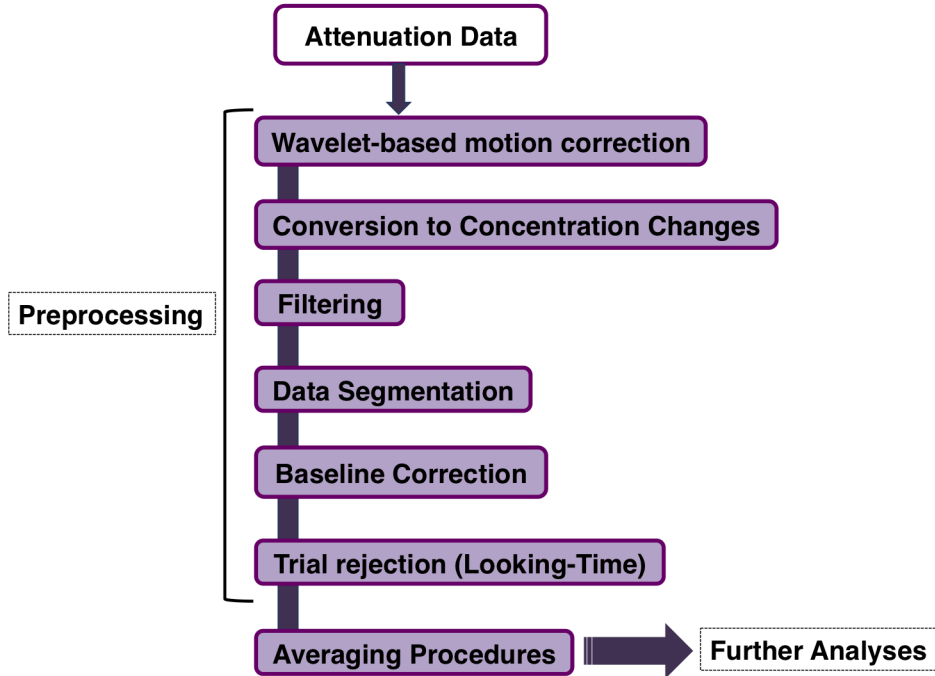 Attenuation Data
Wavelet-based motion correction
Conversion to Concentration Changes
Filtering
Preprocessing
Data Segmentation
Baseline Correction
Trial rejection (Looking-Time)
Averaging Procedures
Further Analyses